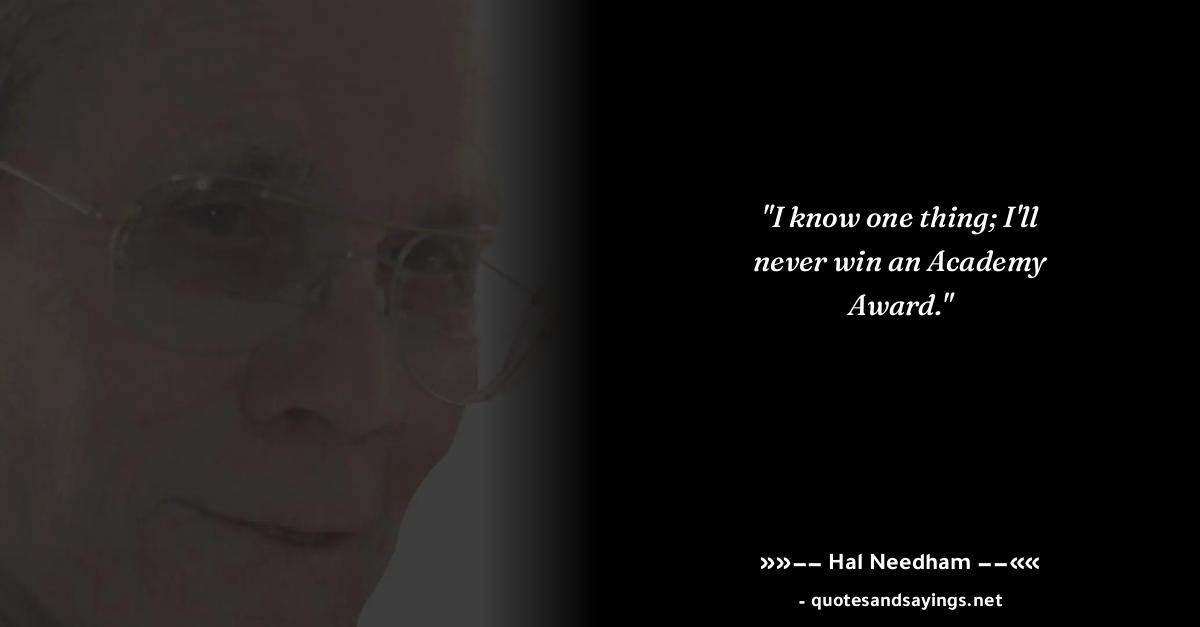 "I know one thing; I'll
never win an Academy
Award."
»»−− Hal Needham −−««
- quotesandsayings.net